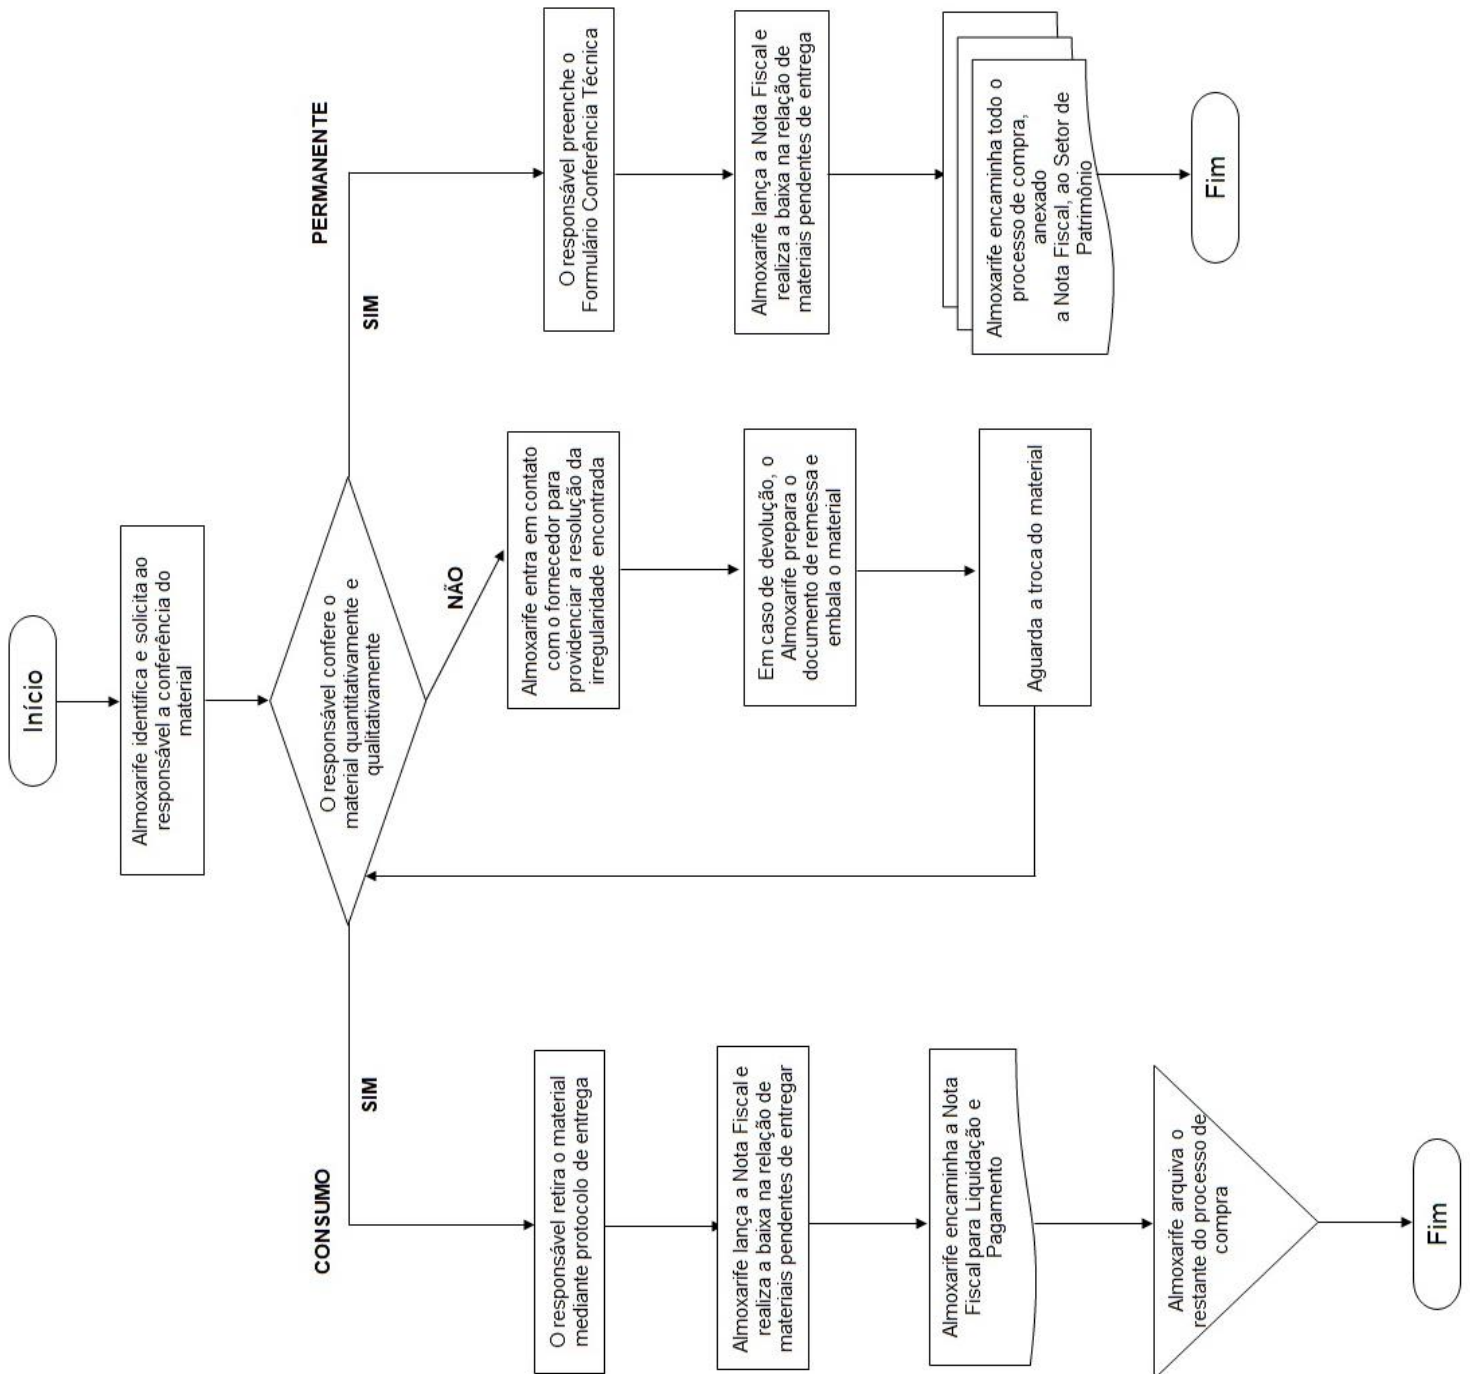 Início
Almoxarife identifica e solicita ao
responsável a conferência do
material
O responsável confere o
material quantitativamente e
qualitativamente
CONSUMO
SIM
O responsável retira o material
mediante protocolo de entrega
Almoxarife lança a Nota Fiscal e
realiza a baixa na relação de
materiais pendentes de entregar
Almoxarife encaminha a Nota
Fiscal para Liquidação e
Pagamento
Almoxarife arquiva o
restante do processo de
compra
Fim
NÃO
Almoxarife entra em contato
com o fornecedor para
providenciar a resolução da
irregularidade encontrada
Em caso de devolução, o
Almoxarife prepara o
documento de remessa e
embala o material
Aguarda a troca do material
PERMANENTE
SIM
O responsável preenche o
Formulário Conferência Técnica
Almoxarife lança a Nota Fiscal e
realiza a baixa na relação de
materiais pendentes de entrega
Almoxarife encaminha todo o
processo de compra,
anexado
a Nota Fiscal, ao Setor de
Patrimônio
Fim